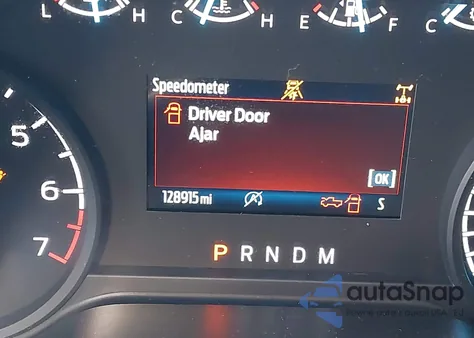 L H C H E F C
Speedometer
Driver Door
Ajar
[OK]
128915 mi S
5
6
7
P R N D M
autoSnap